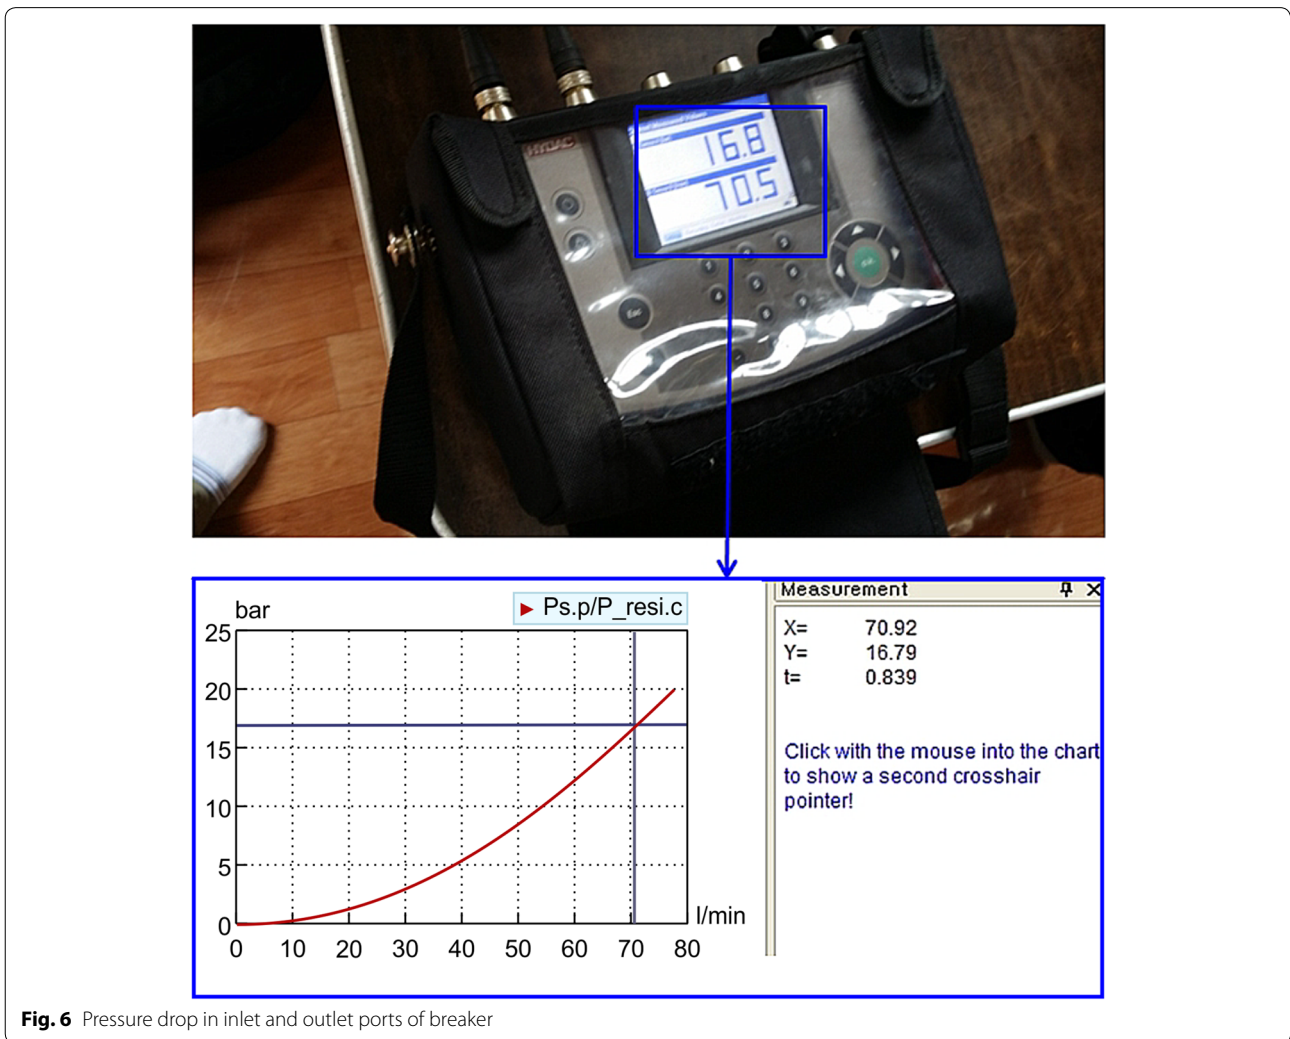 HYDAC
16.8
70.5
Esc
bar
Ps.p/P_resi.c
25
20
15
10
5
0
l/min
0 10 20 30 40 50 60 70 80
Measurement
X= 70.92
Y= 16.79
t= 0.839
Click with the mouse into the chart
to show a second crosshair
pointer!
Fig. 6 Pressure drop in inlet and outlet ports of breaker